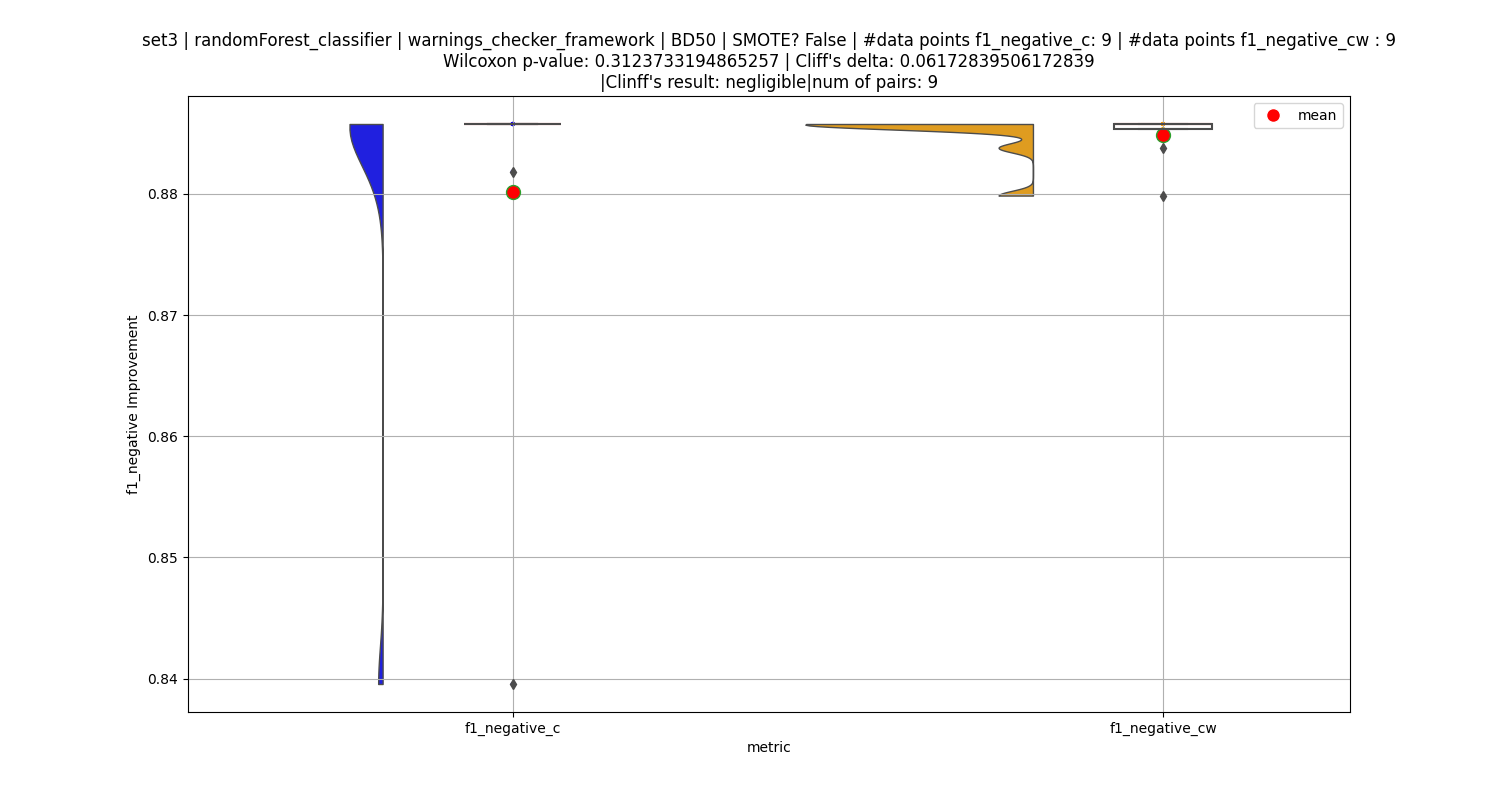 set3 | randomForest_classifier | warnings_checker_framework | BD50 | SMOTE? False | #data points f1_negative_c: 9 | #data points f1_negative_cw : 9
Wilcoxon p-value: 0.3123733194865257 | Cliff's delta: 0.06172839506172839
|Clinff's result: negligible|num of pairs: 9
mean
0.88
0.87
0.86
0.85
0.84
f1_negative Improvement
f1_negative_c
f1_negative_cw
metric